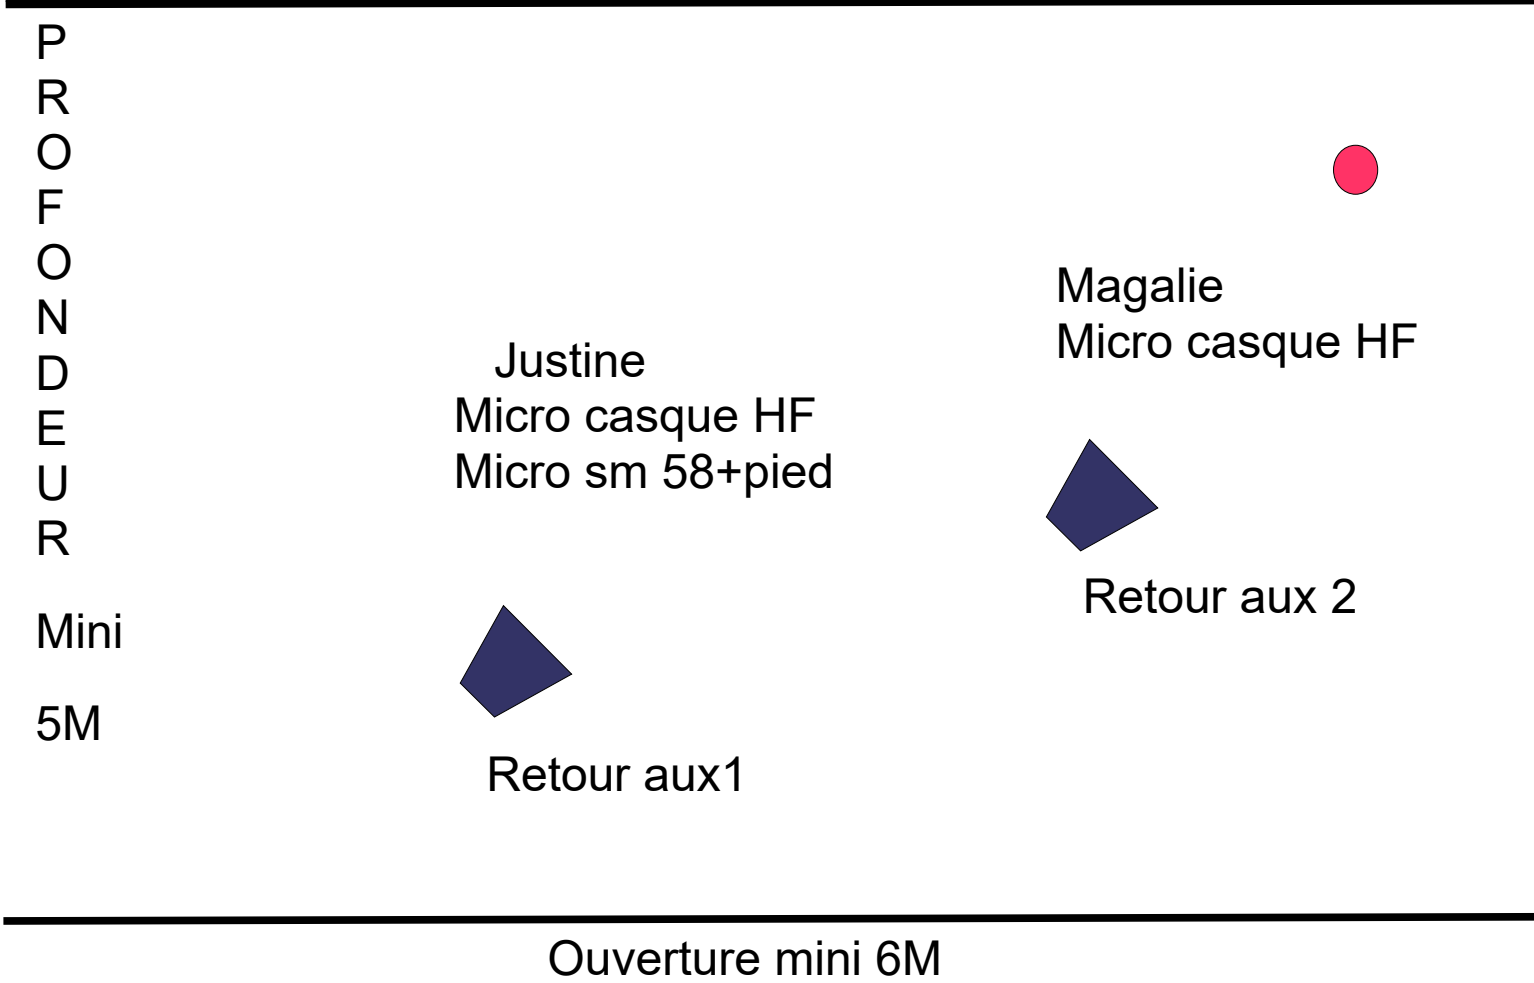 P
R
O
F
O
N
D
E
U
R
Mini
5M
Magalie
Micro casque HF
Justine
Micro casque HF
Micro sm 58+pied
Retour aux 2
Retour aux1
Ouverture mini 6M